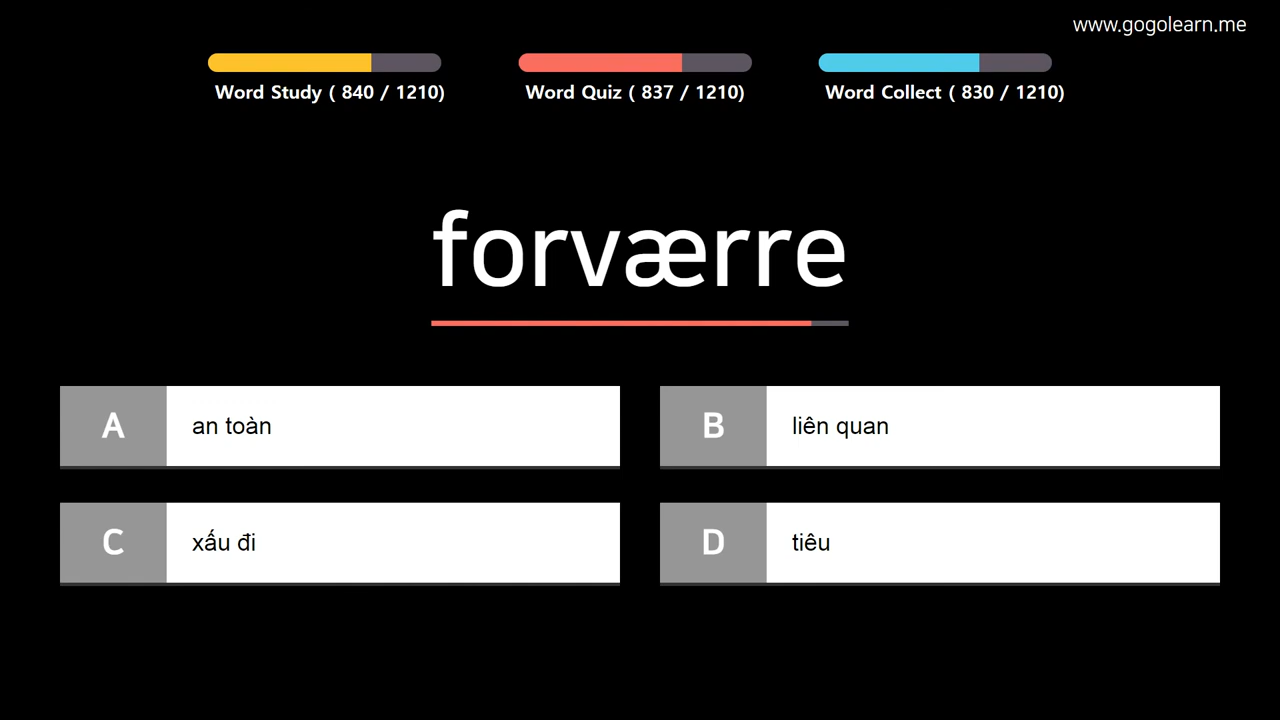 www.gogolearn.me
Word Study ( 840 / 1210)
Word Quiz ( 837 / 1210)
Word Collect ( 830 / 1210)
forværre
A an toàn
B liên quan
C xấu đi
D tiêu